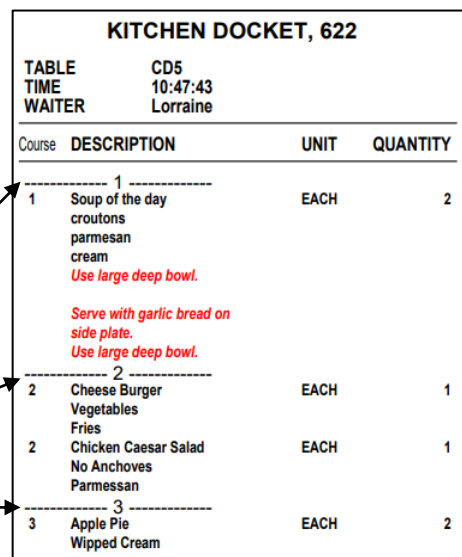 KITCHEN DOCKET, 622
TABLE CD5
TIME 10:47:43
WAITER Lorraine
Course DESCRIPTION UNIT QUANTITY
------------- 1 -------------
1 Soup of the day EACH 2
croutons
parmesan
cream
Use large deep bowl.
Serve with garlic bread on
side plate.
Use large deep bowl.
------------- 2 -------------
2 Cheese Burger EACH 1
Vegetables
Fries
2 Chicken Caesar Salad EACH 1
No Anchoves
Parmessan
------------- 3 -------------
3 Apple Pie EACH 2
Wipped Cream